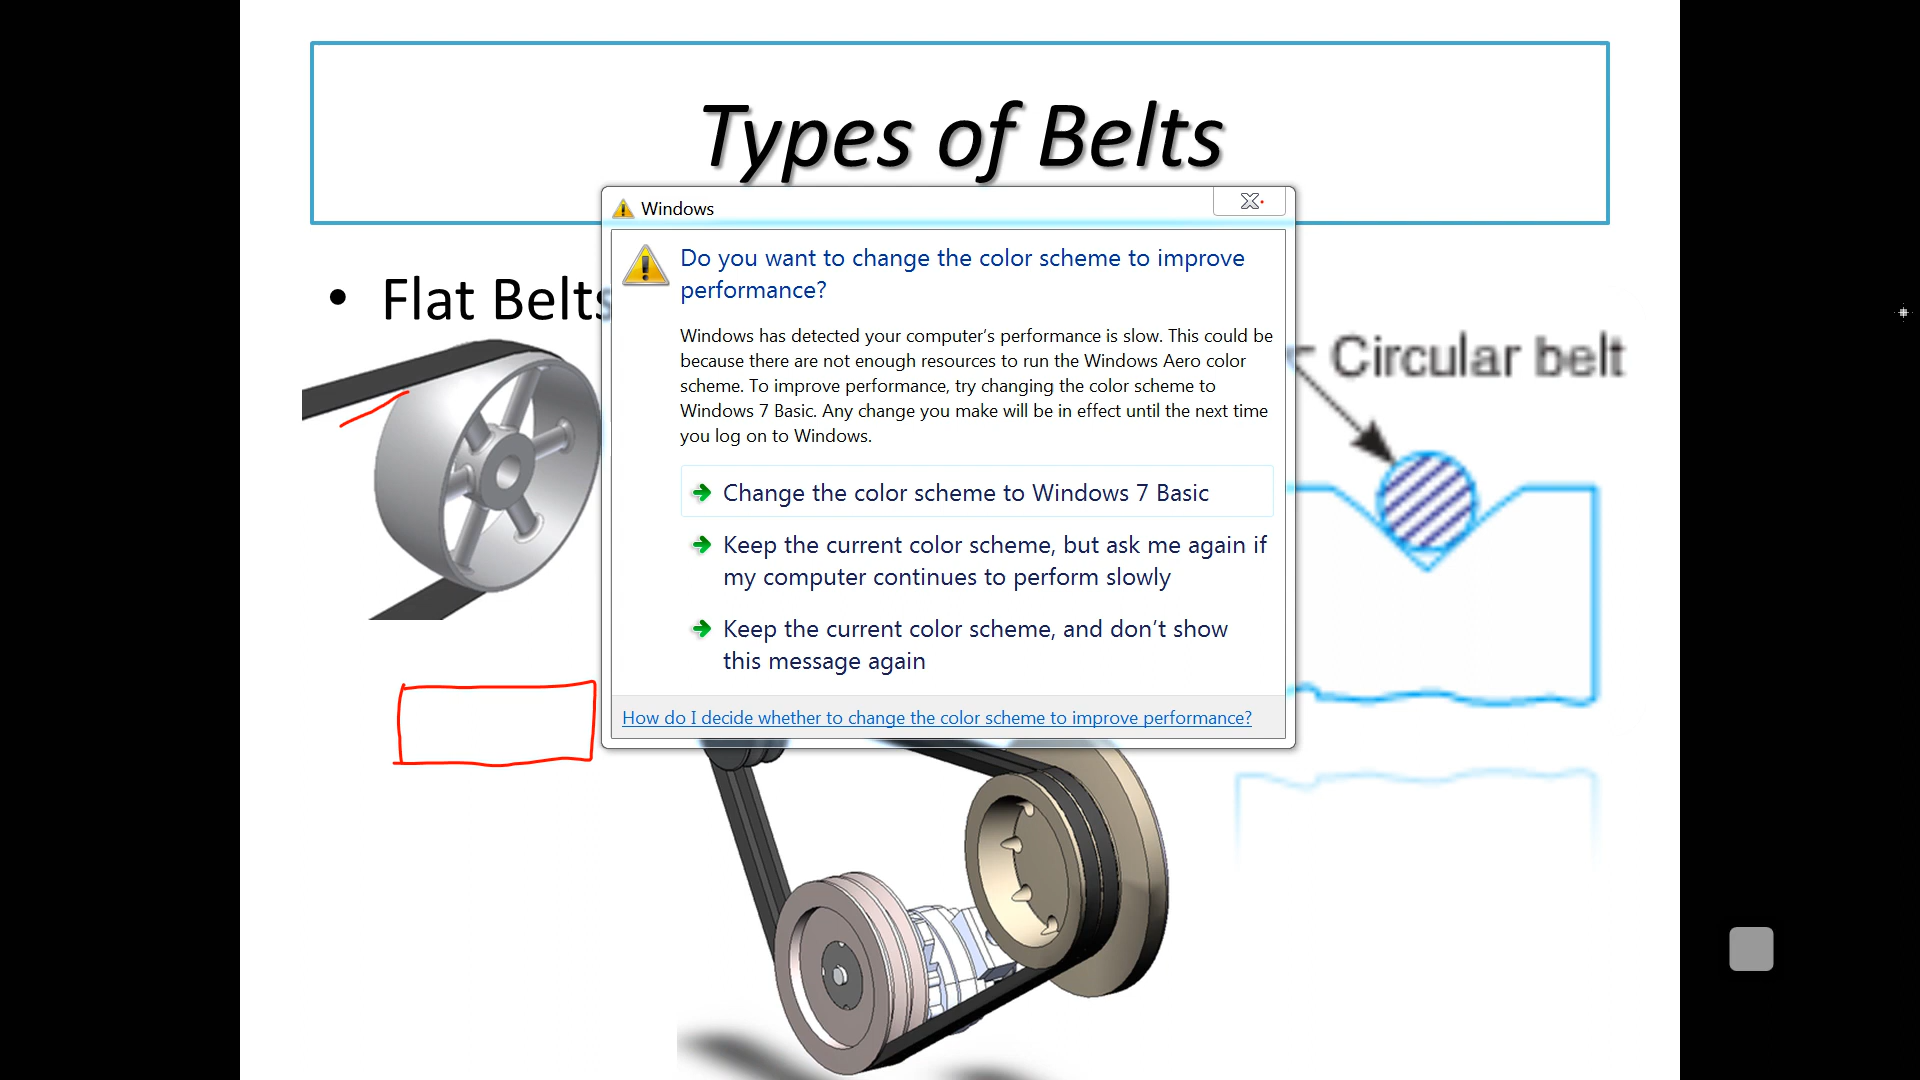 Types of Belts
Windows
Do you want to change the color scheme to improve
performance?
• Flat Belts
Windows has detected your computer's performance is slow. This could be
because there are not enough resources to run the Windows Aero color
scheme. To improve performance, try changing the color scheme to
Windows 7 Basic. Any change you make will be in effect until the next time
you log on to Windows.
Circular belt
Change the color scheme to Windows 7 Basic
Keep the current color scheme, but ask me again if
my computer continues to perform slowly
Keep the current color scheme, and don't show
this message again
How do I decide whether to change the color scheme to improve performance?